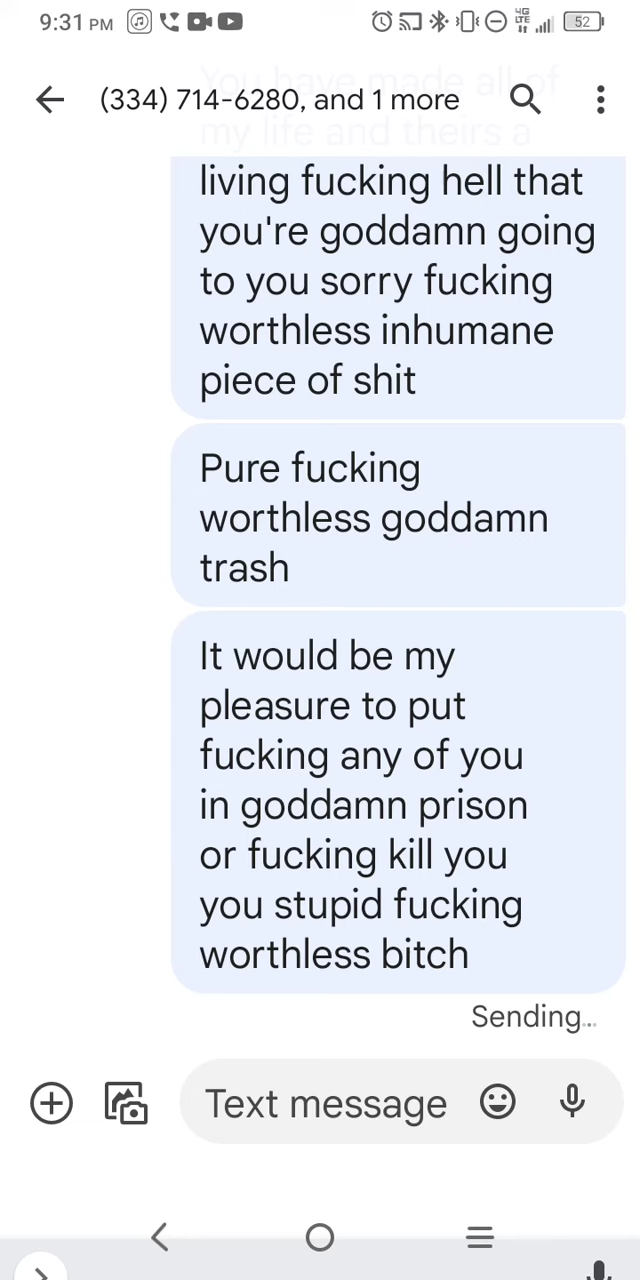 9:31 PM
4G
LTE
52
You have made all of
(334) 714-6280, and 1 more
my life and theirs a
living fucking hell that
you're goddamn going
to you sorry fucking
worthless inhumane
piece of shit
Pure fucking
worthless goddamn
trash
It would be my
pleasure to put
fucking any of you
in goddamn prison
or fucking kill you
you stupid fucking
worthless bitch
Sending...
Text message